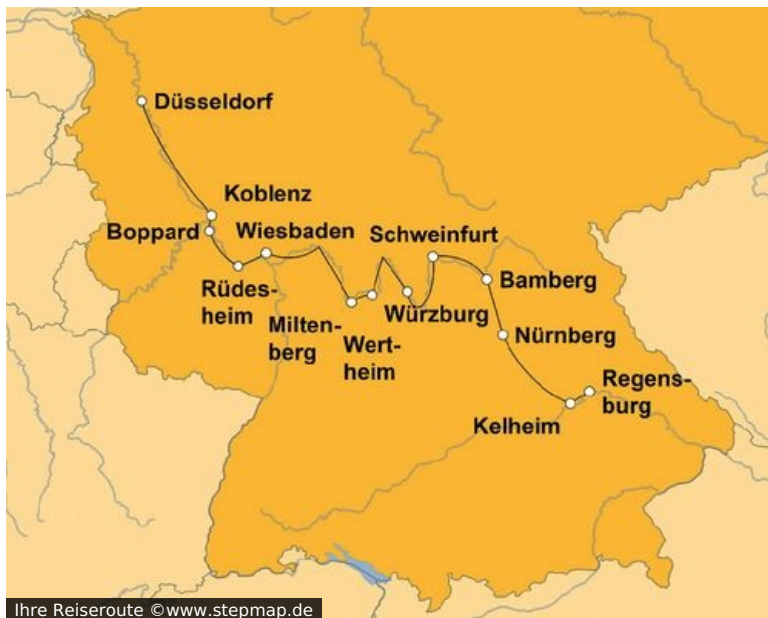 Düsseldorf
Koblenz
Boppard
Wiesbaden
Schweinfurt
Rüdes-
heim
Bamberg
Milten-
berg
Wert-
heim
Würzburg
Nürnberg
Regens-
burg
Kelheim
Ihre Reiseroute ©www.stepmap.de